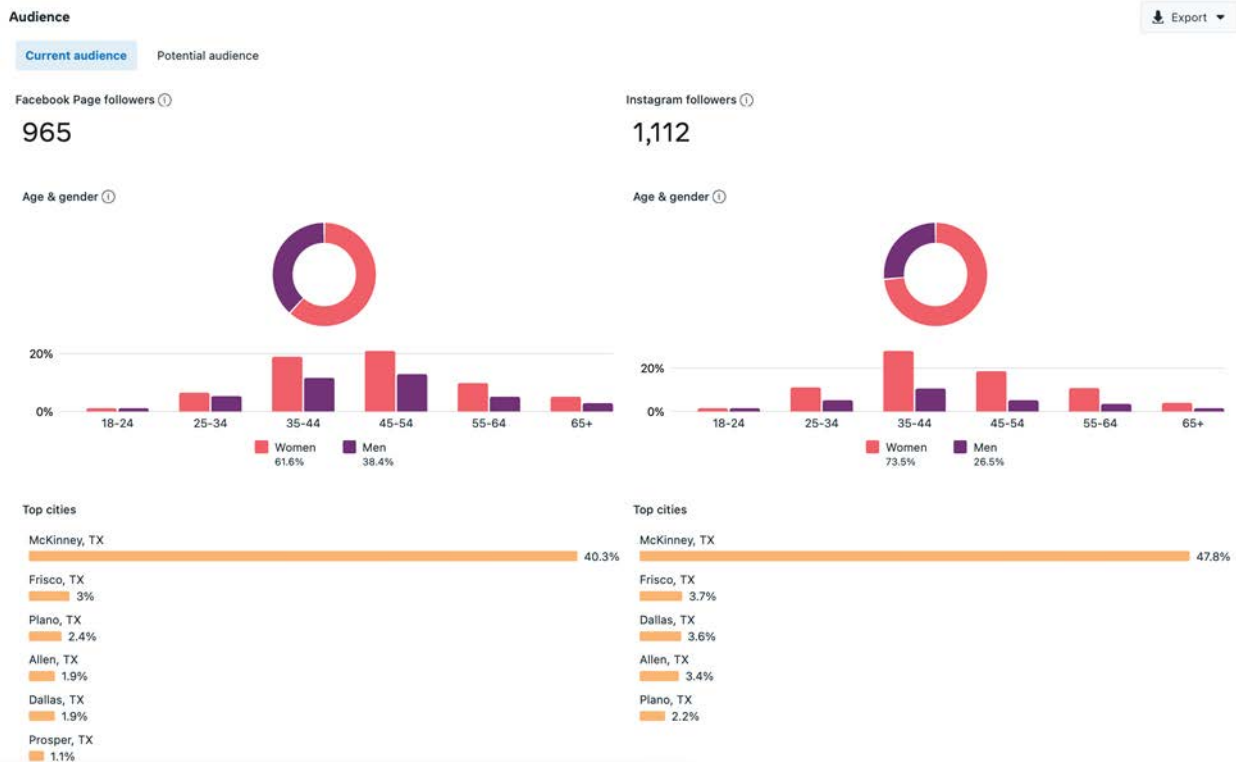 Audience
Export
Current audience Potential audience
Facebook Page followers
965
Age & gender
20%
0%
18-24 25-34 35-44 45-54 55-64 65+
Women Men
61.6% 38.4%
Top cities
McKinney, TX
40.3%
Frisco, TX
3%
Plano, TX
2.4%
Allen, TX
1.9%
Dallas, TX
1.9%
Prosper, TX
1.1%
Instagram followers
1,112
Age & gender
20%
0%
18-24 25-34 35-44 45-54 55-64 65+
Women Men
73.5% 26.5%
Top cities
McKinney, TX
47.8%
Frisco, TX
3.7%
Dallas, TX
3.6%
Allen, TX
3.4%
Plano, TX
2.2%